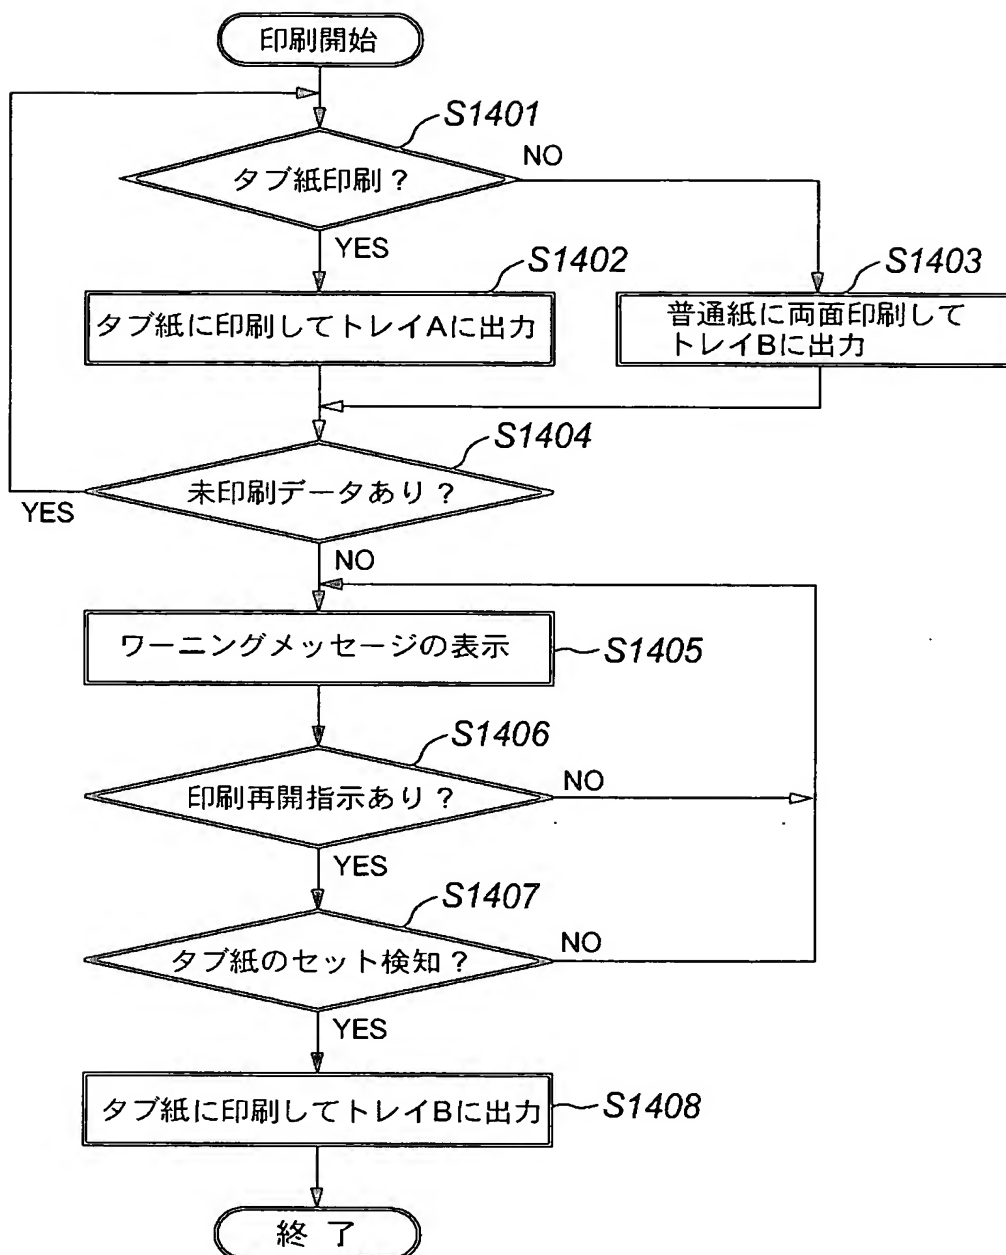 印刷開始
S1401
タブ紙印刷?
NO
YES
S1402
タブ紙に印刷してトレイAに出力
S1403
普通紙に両面印刷して
トレイBに出力
S1404
未印刷データあり?
YES
NO
ワーニングメッセージの表示
S1405
S1406
印刷再開指示あり?
NO
YES
S1407
タブ紙のセット検知?
NO
YES
タブ紙に印刷してトレイBに出力
S1408
終了